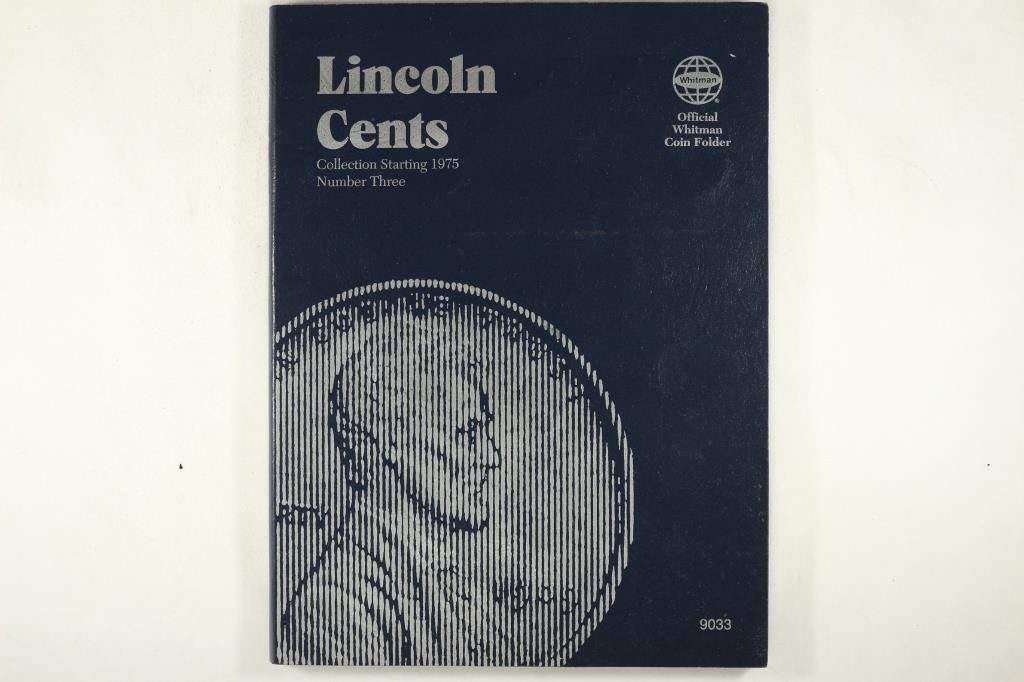 Lincoln
Cents
Collection Starting 1975
Number Three
Whitman
®
Official
Whitman
Coin Folder
9033